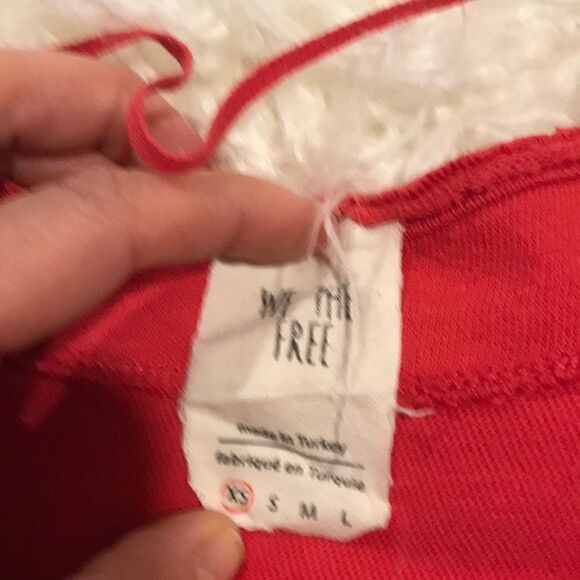 WE THE
FREE
Made in Turkey
fabriqué en Turquie
XS S M L